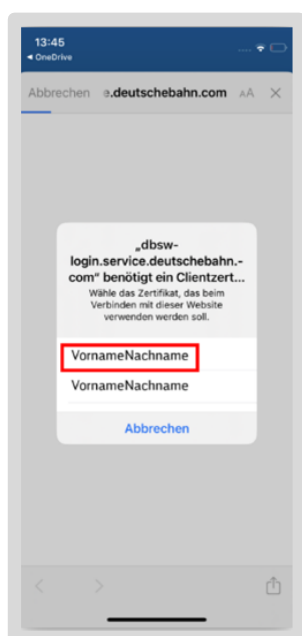 13:45
◄ OneDrive
Abbrechen e.deutschebahn.com AA
„dbsw-
login.service.deutschebahn.-
com“ benötigt ein Clientzert...
Wähle das Zertifikat, das beim
Verbinden mit dieser Website
verwenden werden soll.
VornameNachname
VornameNachname
Abbrechen